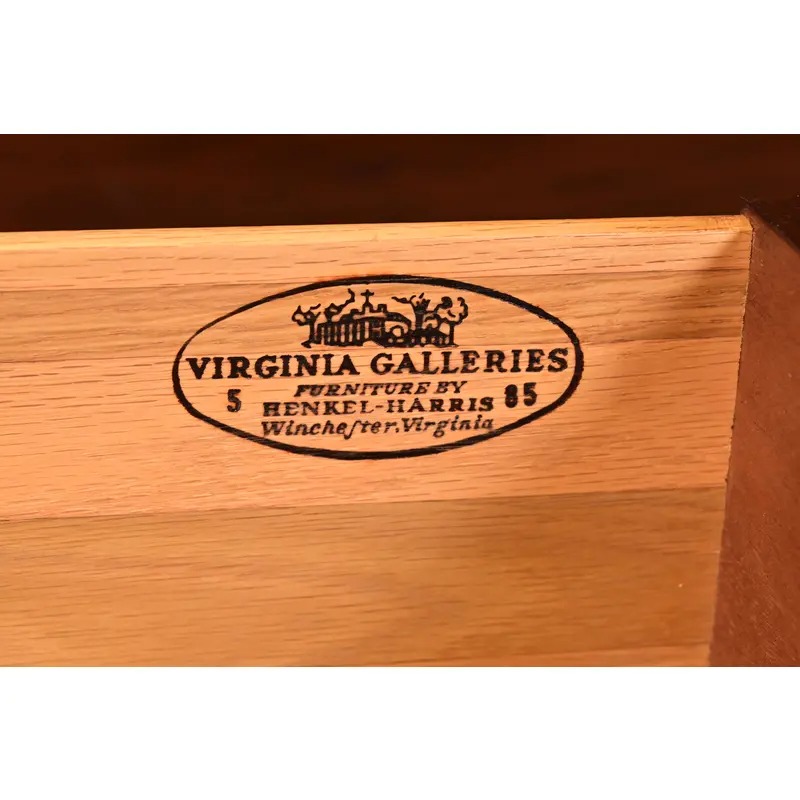 VIRGINIA GALLERIES
5 FURNITURE BY 85
HENKEL-HARRIS
Wincheſter, Virginia